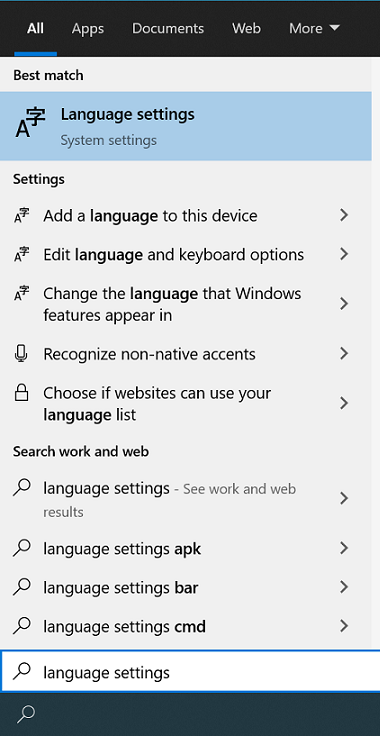 All Apps Documents Web More
Best match
Language settings
System settings
Settings
Add a language to this device
Edit language and keyboard options
Change the language that Windows
features appear in
Recognize non-native accents
Choose if websites can use your
language list
Search work and web
language settings - See work and web
results
language settings apk
language settings bar
language settings cmd
language settings